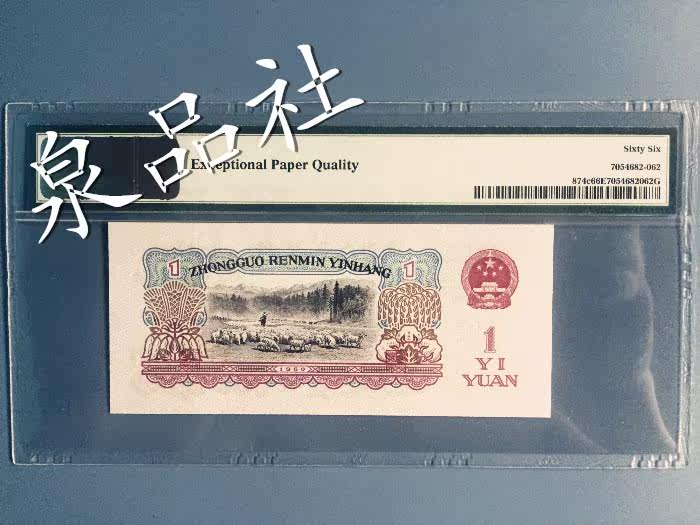 泉品社
Exceptional Paper Quality
Sixty Six
7054682-062
874c66E7054682062G
ZHONGGUO RENMIN YINHANG
1
1
1960
1
YI
YUAN